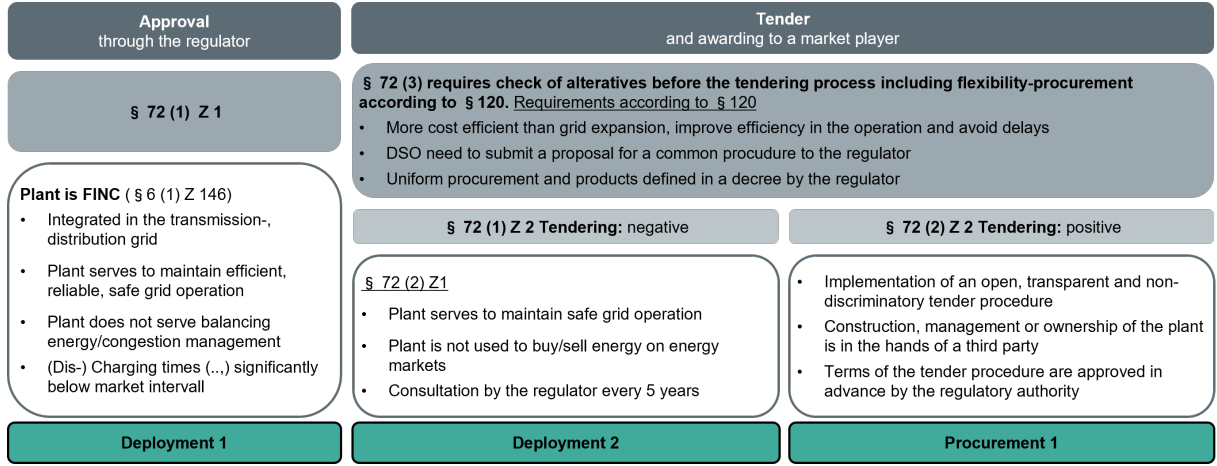 Approval
through the regulator
§ 72 (1) Z 1
Plant is FINC ( § 6 (1) Z 146)
• Integrated in the transmission-,
distribution grid
• Plant serves to maintain efficient,
reliable, safe grid operation
• Plant does not serve balancing
energy/congestion management
• (Dis-) Charging times (..,) significantly
below market intervall
Deployment 1
Tender
and awarding to a market player
§ 72 (3) requires check of alteratives before the tendering process including flexibility-procurement
according to § 120. Requirements according to § 120
• More cost efficient than grid expansion, improve efficiency in the operation and avoid delays
• DSO need to submit a proposal for a common procudure to the regulator
• Uniform procurement and products defined in a decree by the regulator
§ 72 (1) Z 2 Tendering: negative
§ 72 (2) Z1
• Plant serves to maintain safe grid operation
• Plant is not used to buy/sell energy on energy
markets
• Consultation by the regulator every 5 years
Deployment 2
§ 72 (2) Z 2 Tendering: positive
• Implementation of an open, transparent and non-
discriminatory tender procedure
• Construction, management or ownership of the plant
is in the hands of a third party
• Terms of the tender procedure are approved in
advance by the regulatory authority
Procurement 1